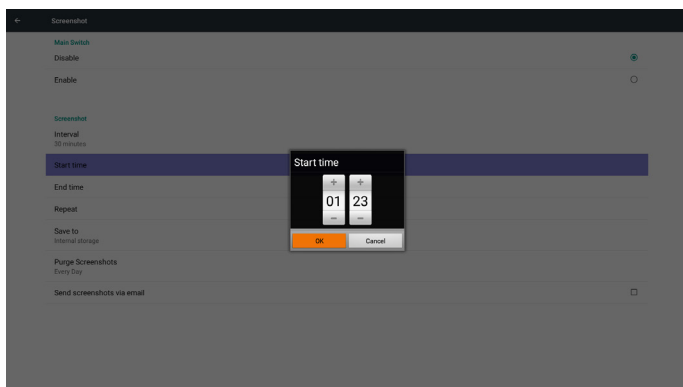 Screenshot
Main Switch
Disable
Enable
Screenshot
Interval
30 minutes
Start time
End time
Repeat
Save to
Internal storage
Purge Screenshots
Every Day
Send screenshots via email
Start time
+ +
01 23
− −
OK Cancel